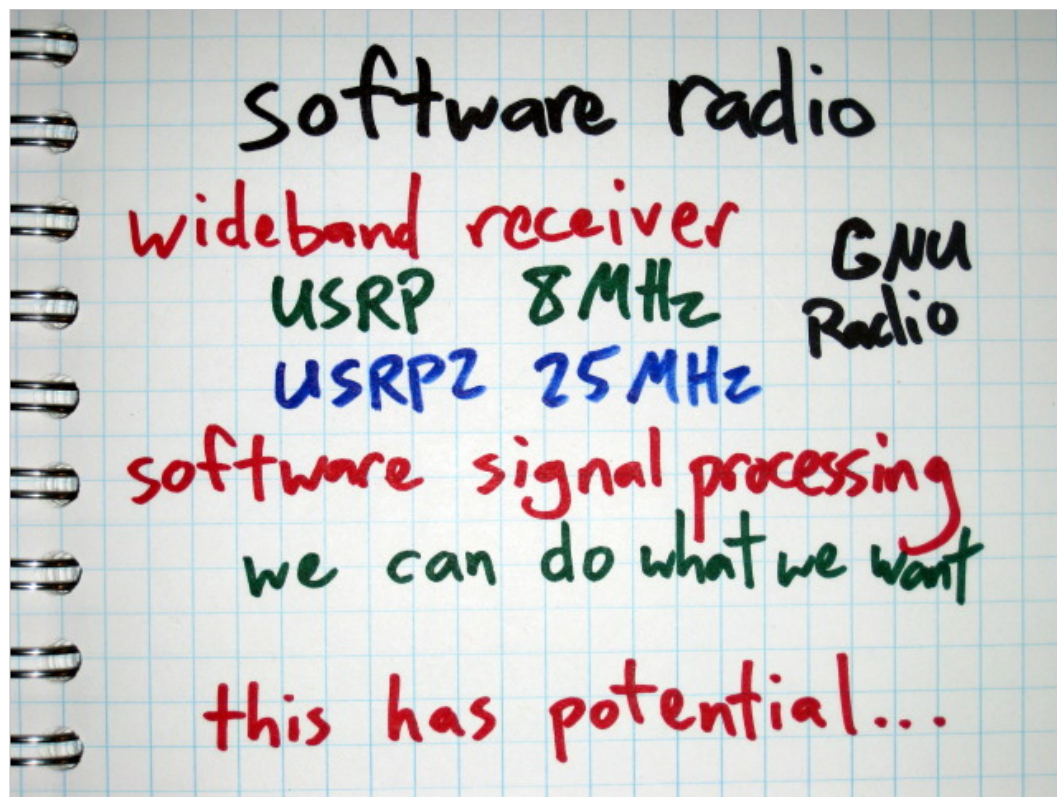 software radio
wideband receiver
GNU
USRP 8MHz
Radio
USRP2 25MHz
software signal processing
we can do what we want
this has potential...